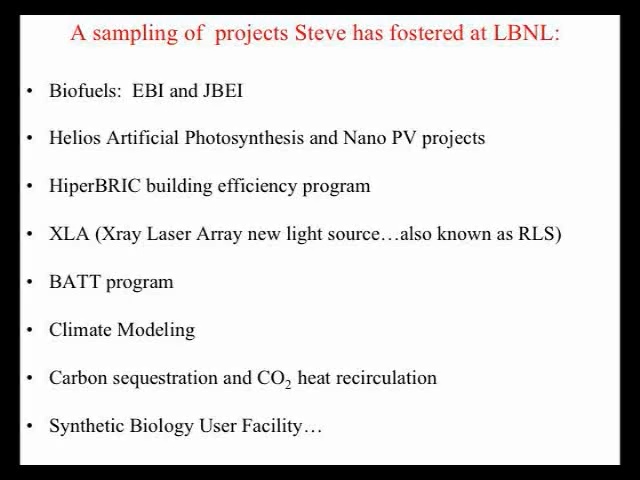 A sampling of projects Steve has fostered at LBNL:
• Biofuels: EBI and JBEI
• Helios Artificial Photosynthesis and Nano PV projects
• HiperBRIC building efficiency program
• XLA (Xray Laser Array new light source…also known as RLS)
• BATT program
• Climate Modeling
• Carbon sequestration and CO₂ heat recirculation
• Synthetic Biology User Facility…